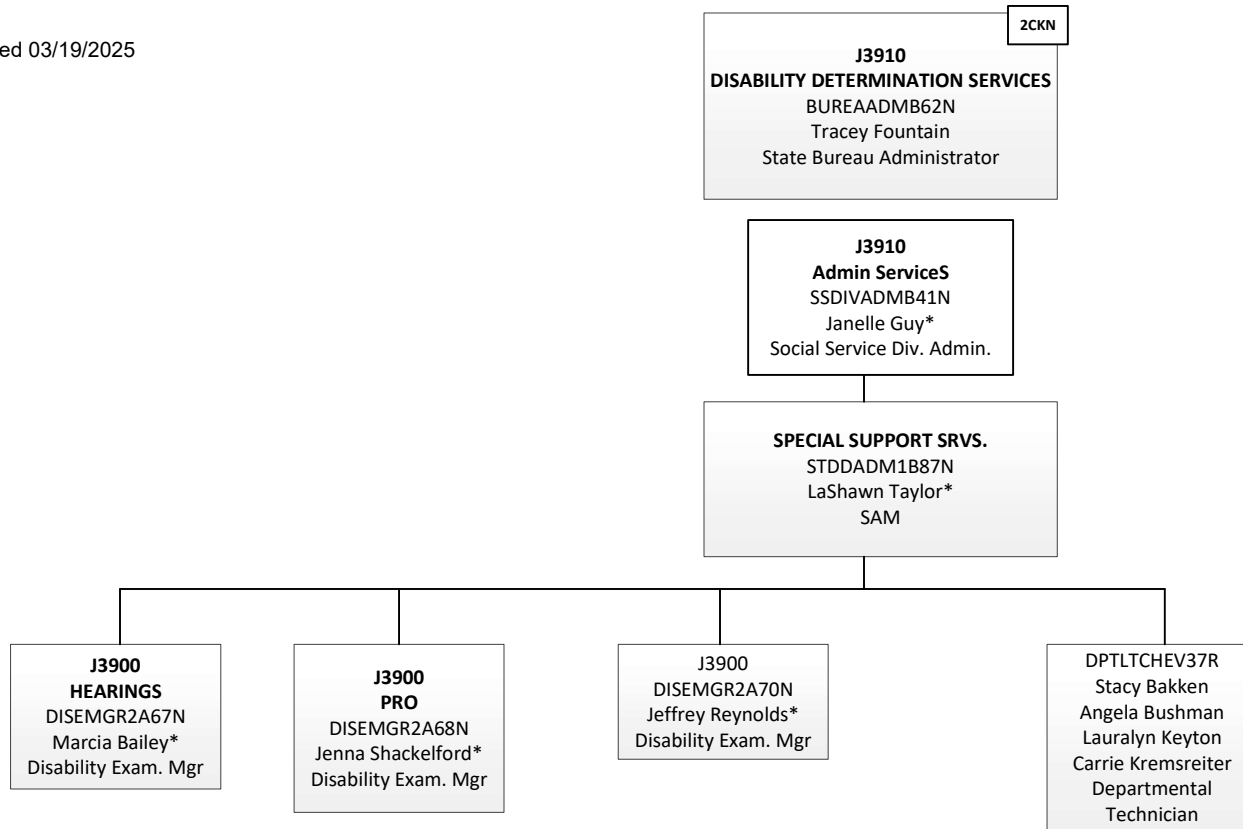 ed 03/19/2025
2CKN
J3910
DISABILITY DETERMINATION SERVICES
BUREAADMB62N
Tracey Fountain
State Bureau Administrator
J3910
Admin ServiceS
SSDIVADMB41N
Janelle Guy*
Social Service Div. Admin.
SPECIAL SUPPORT SRVS.
STDDADM1B87N
LaShawn Taylor*
SAM
J3900
HEARINGS
DISEMGR2A67N
Marcia Bailey*
Disability Exam. Mgr
J3900
PRO
DISEMGR2A68N
Jenna Shackelford*
Disability Exam. Mgr
J3900
DISEMGR2A70N
Jeffrey Reynolds*
Disability Exam. Mgr
DPTLTCHEV37R
Stacy Bakken
Angela Bushman
Lauralyn Keyton
Carrie Kremsreiter
Departmental
Technician